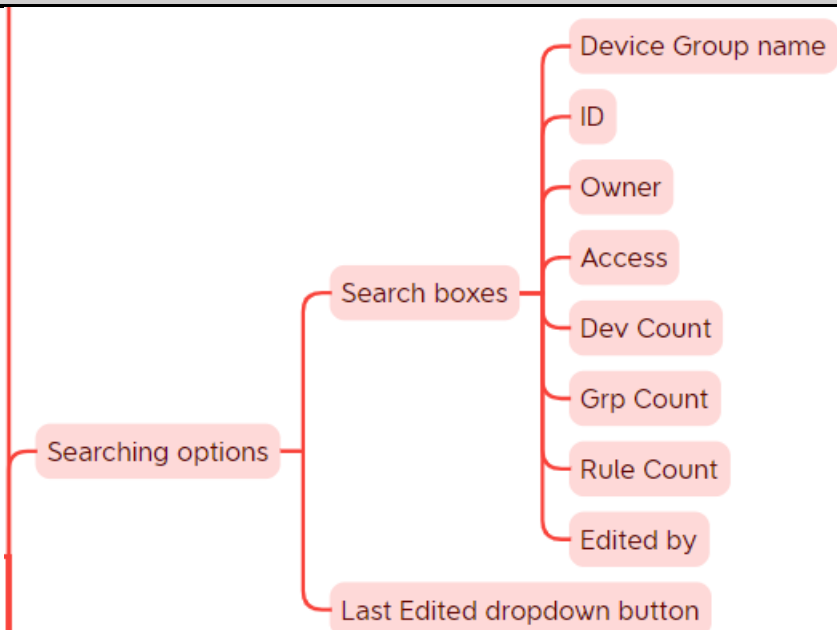 Device Group name
ID
Owner
Access
Search boxes
Dev Count
Grp Count
Searching options
Rule Count
Edited by
Last Edited dropdown button